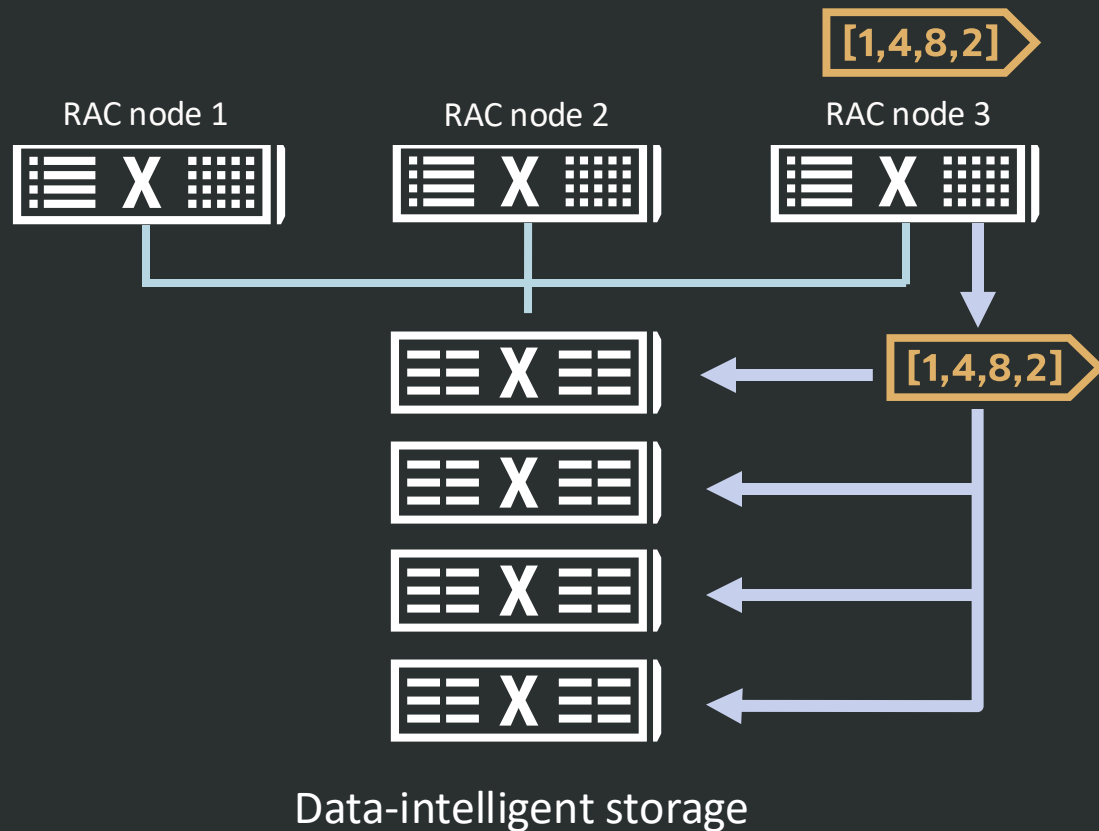 [1,4,8,2]
RAC node 1
RAC node 2
RAC node 3
X
X
X
X
[1,4,8,2]
X
X
X
Data-intelligent storage